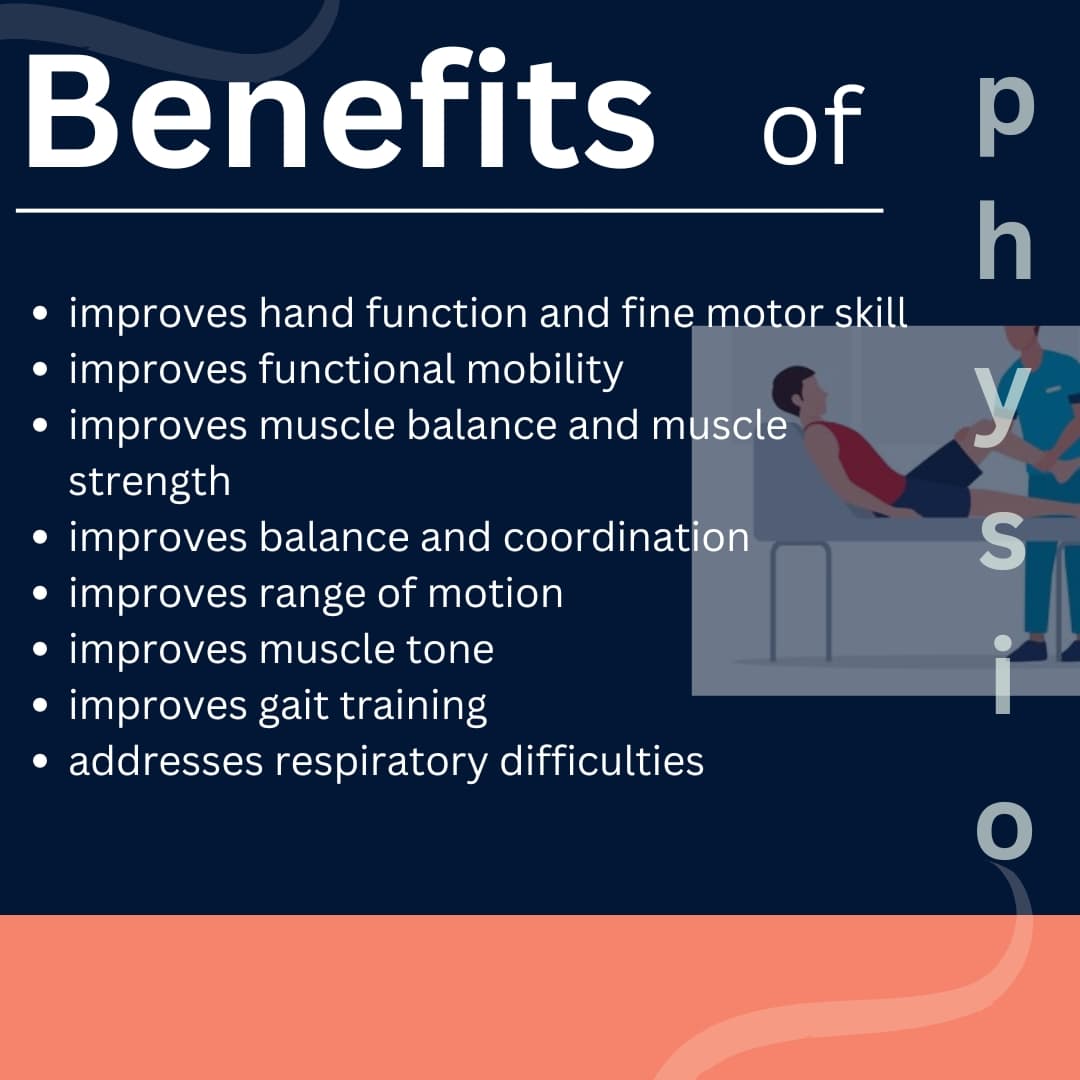 Benefits of
physio
• improves hand function and fine motor skill
• improves functional mobility
• improves muscle balance and muscle
strength
• improves balance and coordination
• improves range of motion
• improves muscle tone
• improves gait training
• addresses respiratory difficulties